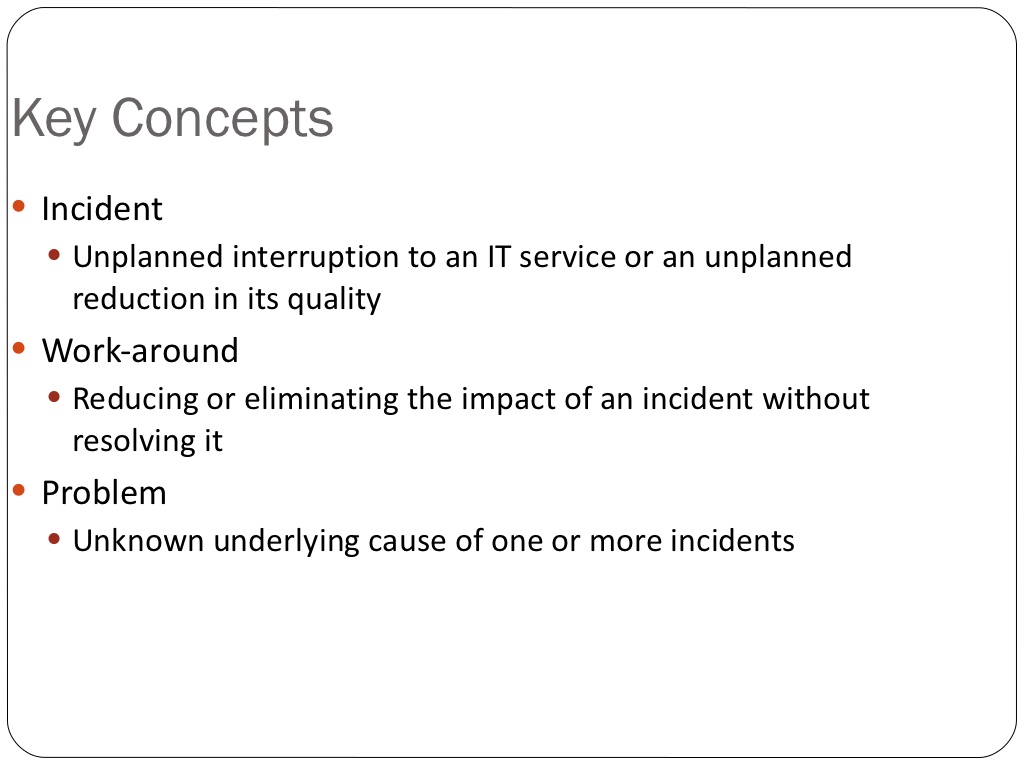 Key Concepts
• Incident
• Unplanned interruption to an IT service or an unplanned
reduction in its quality
• Work-around
• Reducing or eliminating the impact of an incident without
resolving it
• Problem
• Unknown underlying cause of one or more incidents